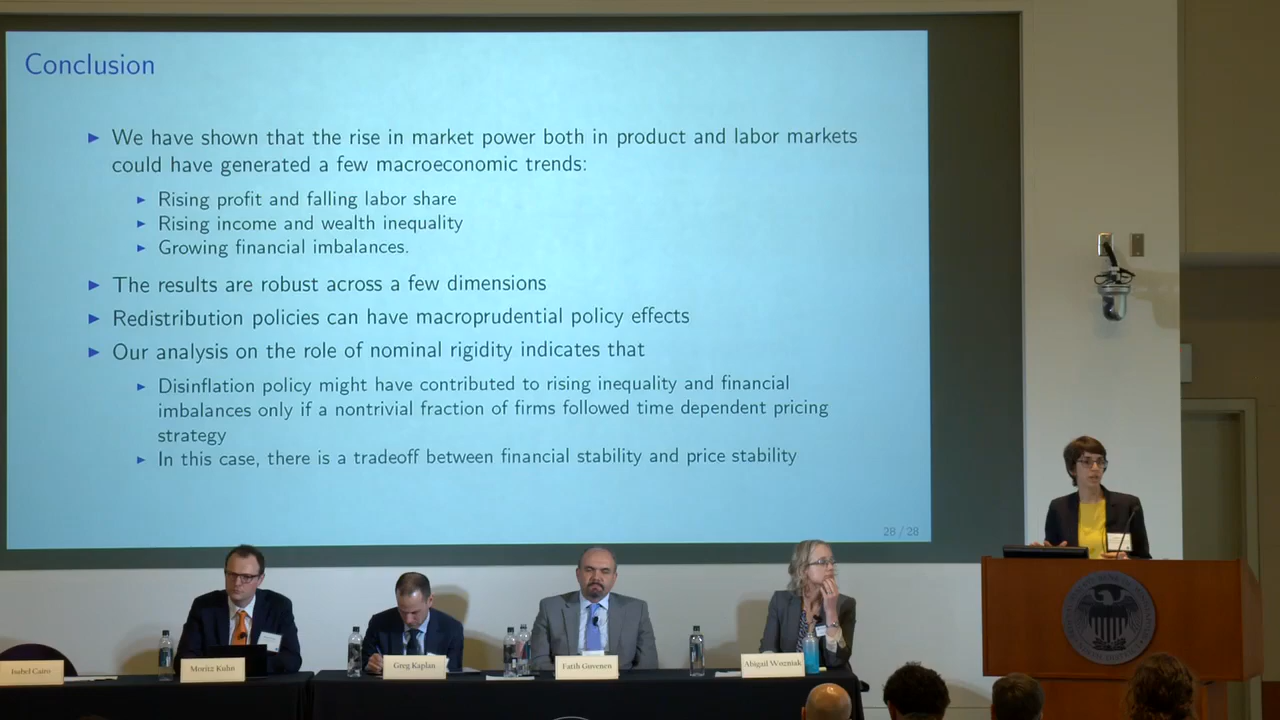 Conclusion
► We have shown that the rise in market power both in product and labor markets
could have generated a few macroeconomic trends:
► Rising profit and falling labor share
► Rising income and wealth inequality
► Growing financial imbalances.
► The results are robust across a few dimensions
► Redistribution policies can have macroprudential policy effects
► Our analysis on the role of nominal rigidity indicates that
► Disinflation policy might have contributed to rising inequality and financial
imbalances only if a nontrivial fraction of firms followed time dependent pricing
strategy
► In this case, there is a tradeoff between financial stability and price stability
28 / 28
Isabel Cairo
Moritz Kuhn
Greg Kaplan
Fatih Guvenen
Abigail Wozniak